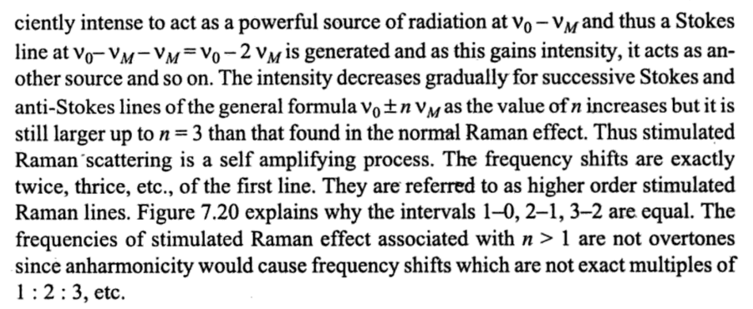 ciently intense to act as a powerful source of radiation at ν₀ – ν_M and thus a Stokes
line at ν₀– ν_M – ν_M = ν₀ – 2 ν_M is generated and as this gains intensity, it acts as an-
other source and so on. The intensity decreases gradually for successive Stokes and
anti-Stokes lines of the general formula ν₀ ± n ν_M as the value of n increases but it is
still larger up to n = 3 than that found in the normal Raman effect. Thus stimulated
Raman scattering is a self amplifying process. The frequency shifts are exactly
twice, thrice, etc., of the first line. They are referred to as higher order stimulated
Raman lines. Figure 7.20 explains why the intervals 1–0, 2–1, 3–2 are equal. The
frequencies of stimulated Raman effect associated with n > 1 are not overtones
since anharmonicity would cause frequency shifts which are not exact multiples of
1 : 2 : 3, etc.